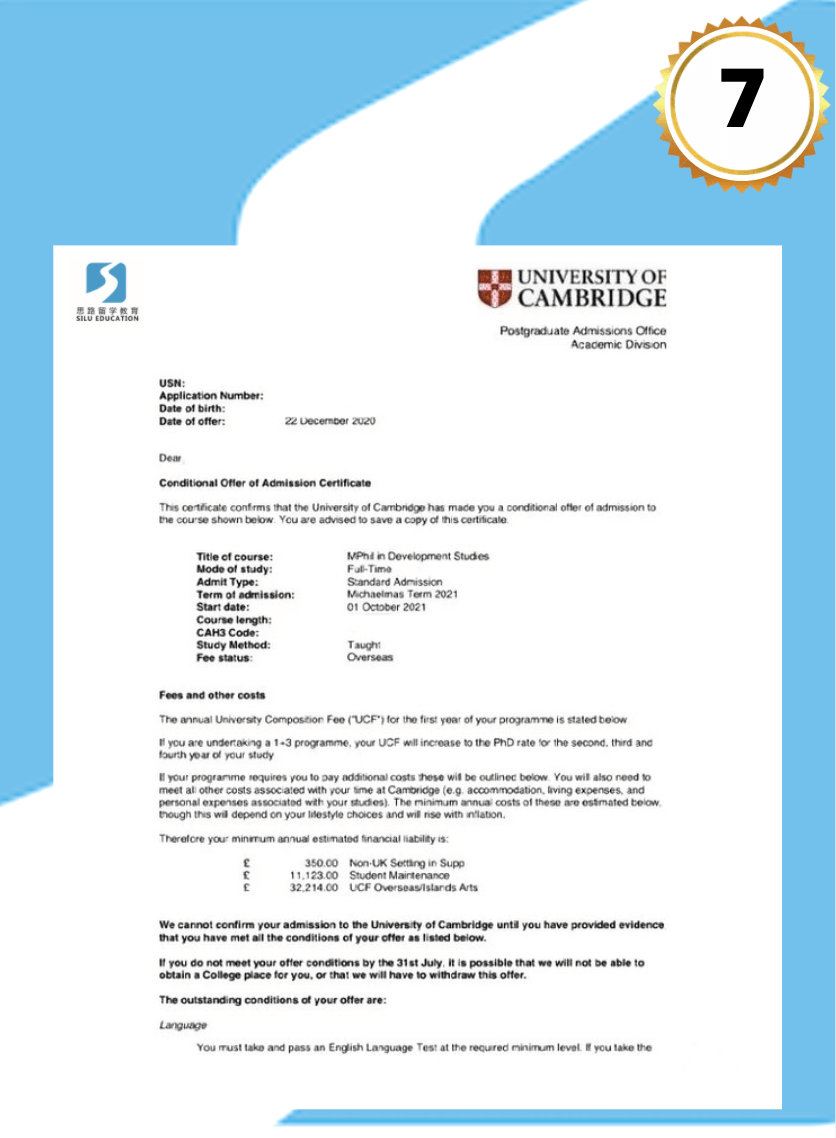 7
思路留学教育
SILU EDUCATION
UNIVERSITY OF
CAMBRIDGE
Postgraduate Admissions Office
Academic Division
USN:
Application Number:
Date of birth:
Date of offer: 22 December 2020
Dear
Conditional Offer of Admission Certificate
This certificate confirms that the University of Cambridge has made you a conditional offer of admission to
the course shown below. You are advised to save a copy of this certificate.
Title of course: MPhil in Development Studies
Mode of study: Full-Time
Admit Type: Standard Admission
Term of admission: Michaelmas Term 2021
Start date: 01 October 2021
Course length:
CAH3 Code:
Study Method: Taught
Fee status: Overseas
Fees and other costs
The annual University Composition Fee ("UCF") for the first year of your programme is stated below
If you are undertaking a 1+3 programme, your UCF will increase to the PhD rate for the second, third and
fourth year of your study
If your programme requires you to pay additional costs these will be outlined below. You will also need to
meet all other costs associated with your time at Cambridge (e.g. accommodation, living expenses, and
personal expenses associated with your studies). The minimum annual costs of these are estimated below,
though this will depend on your lifestyle choices and will rise with inflation.
Therefore your minimum annual estimated financial liability is:
£ 350.00 Non-UK Settling in Supp
£ 11,123.00 Student Maintenance
£ 32,214.00 UCF Overseas/Islands Arts
We cannot confirm your admission to the University of Cambridge until you have provided evidence
that you have met all the conditions of your offer as listed below.
If you do not meet your offer conditions by the 31st July, it is possible that we will not be able to
obtain a College place for you, or that we will have to withdraw this offer.
The outstanding conditions of your offer are:
Language
You must take and pass an English Language Test at the required minimum level. If you take the